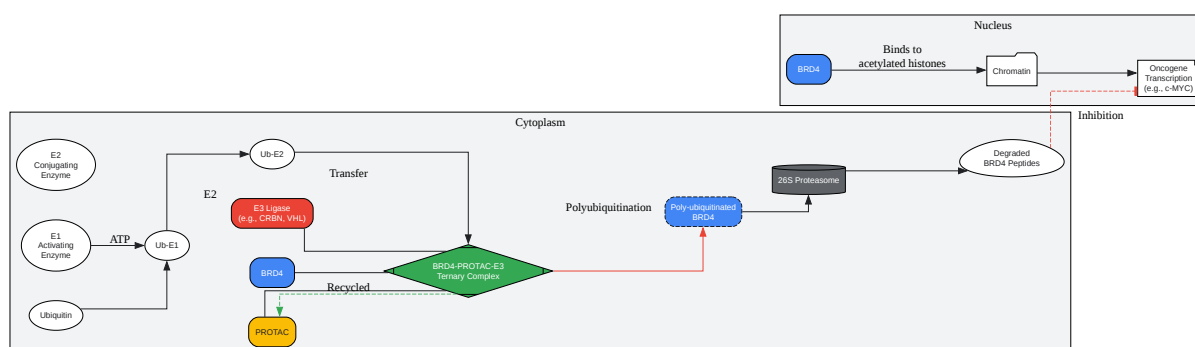 Nucleus
BRD4
Binds to
acetylated histones
Chromatin
Oncogene
Transcription
(e.g., c-MYC)
Inhibition
Cytoplasm
E2
Conjugating
Enzyme
Ub-E2
Transfer
E2
E3 Ligase
(e.g., CRBN, VHL)
E1
Activating
Enzyme
ATP
Ub-E1
BRD4
BRD4-PROTAC-E3
Ternary Complex
Recycled
Ubiquitin
PROTAC
Polyubiquitination
Poly-ubiquitinated
BRD4
26S Proteasome
Degraded
BRD4 Peptides